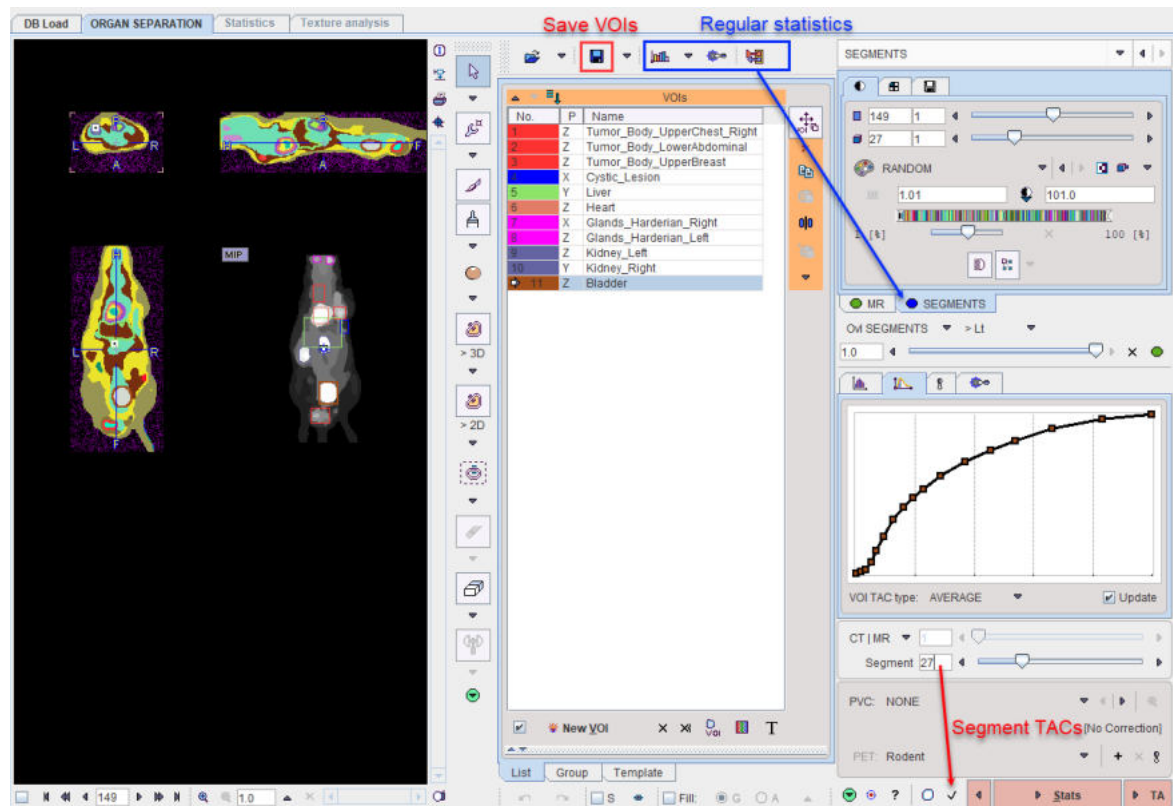 DB Load
ORGAN SEPARATION
Statistics
Texture analysis
Save VOIs
Regular statistics
SEGMENTS
VOIs
No. P Name
1 Z Tumor_Body_UpperChest_Right
2 Z Tumor_Body_LowerAbdominal
3 Z Tumor_Body_UpperBreast
X Cystic_Lesion
5 Y Liver
6 Z Heart
7 X Glands_Harderian_Right
8 Z Glands_Harderian_Left
9 Z Kidney_Left
10 Y Kidney_Right
11 Z Bladder
L
R
A
F
A
MIP
H
L
R
F
> 3D
> 2D
149 1
27 1
RANDOM
1.01
101.0
[%]
100 [%]
MR
SEGMENTS
Ovl SEGMENTS
> Lt
1.0
VOI TAC type: AVERAGE
Update
CT | MR
1
Segment 27
PVC: NONE
Segment TACs
[No Correction]
PET: Rodent
New VOI
VOI
T
List
Group
Template
149
1.0
S
Fill:
G
A
?
Stats
TA